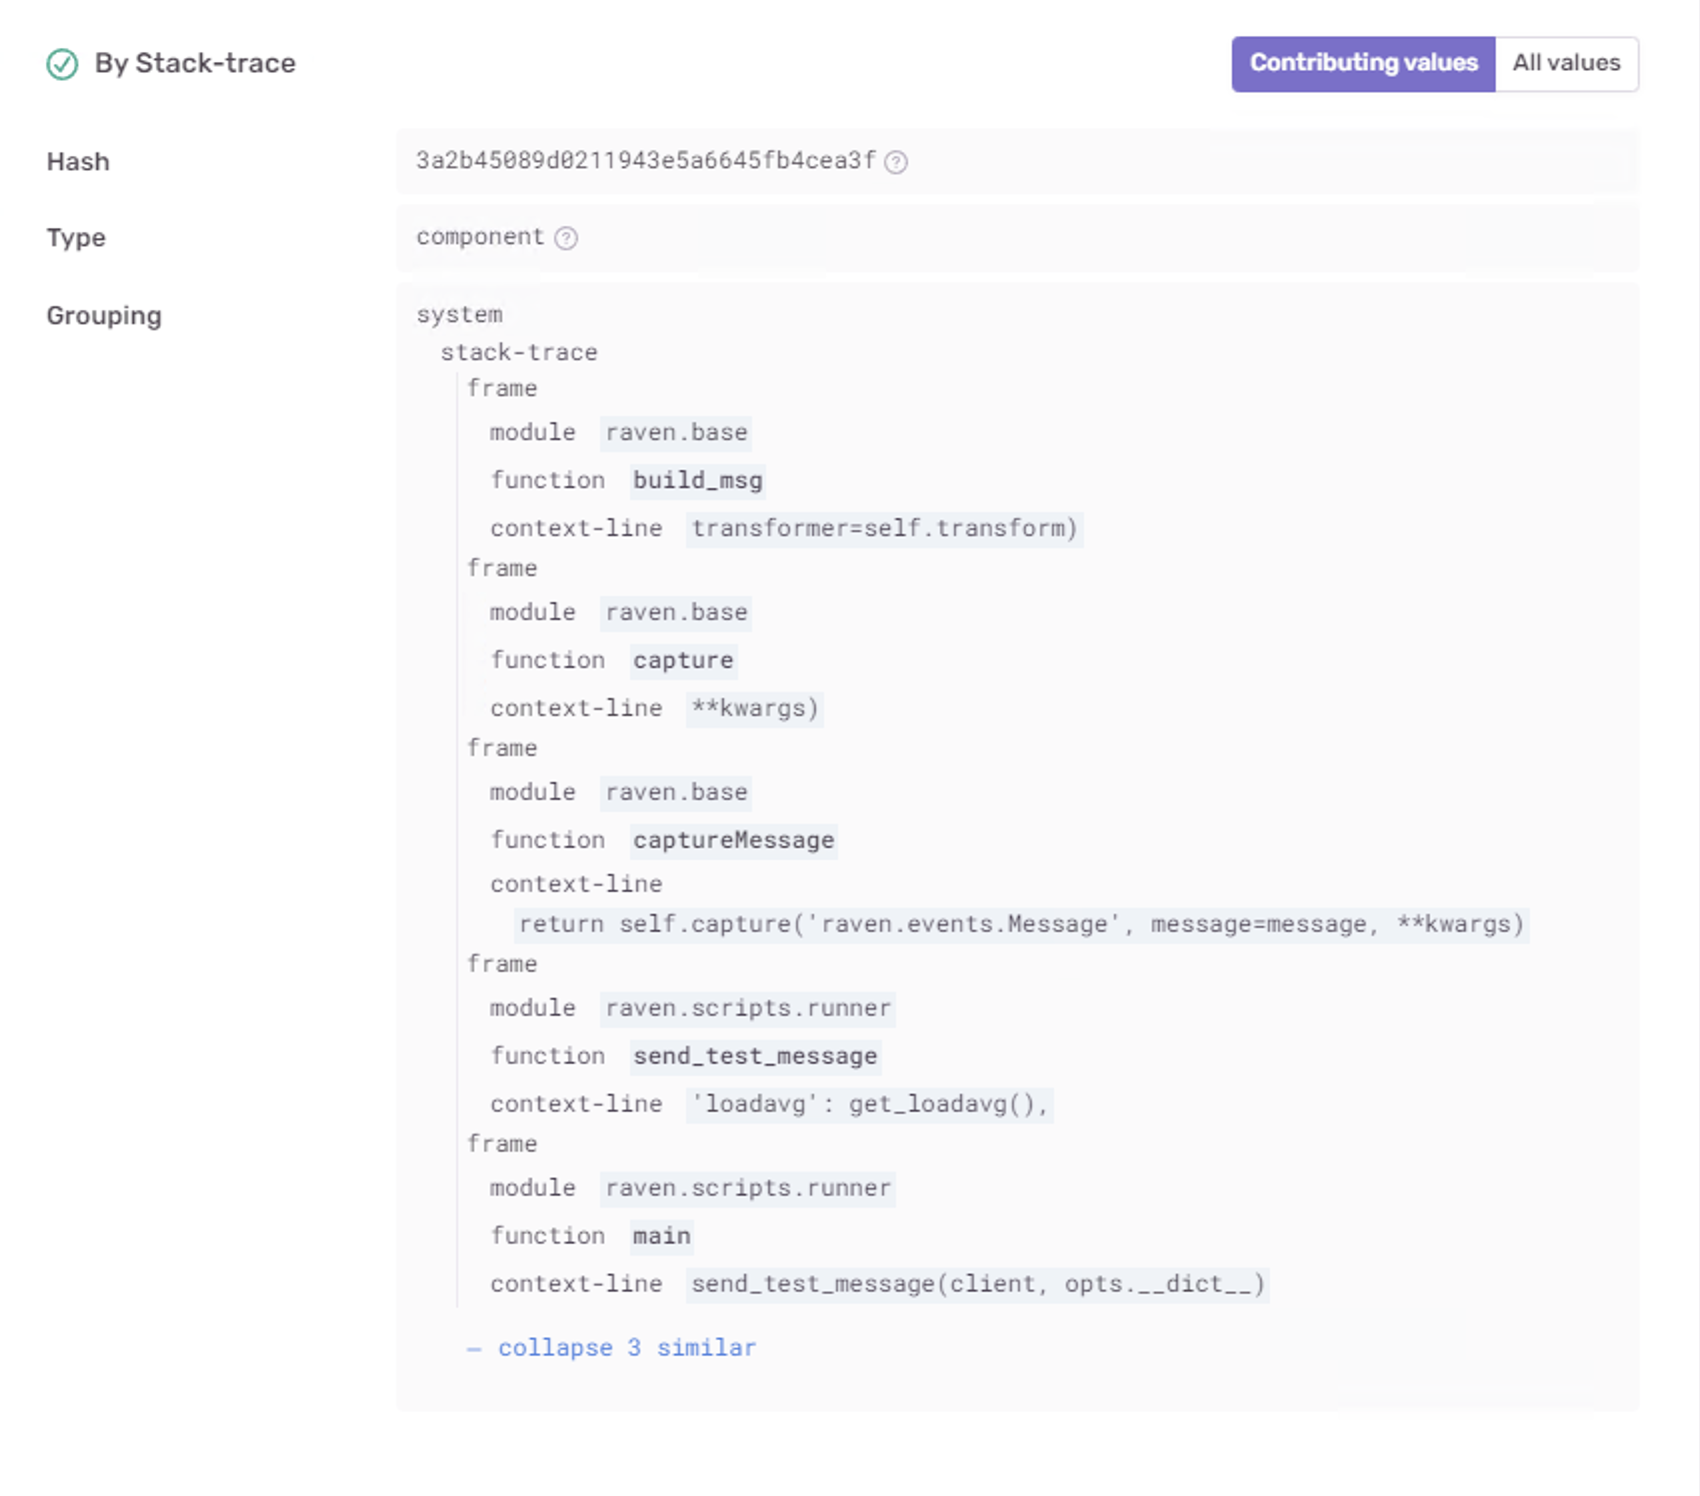 By Stack-trace
Contributing values All values
Hash 3a2b45089d0211943e5a6645fb4cea3f ?
Type component ?
Grouping system
stack-trace
frame
module raven.base
function build_msg
context-line transformer=self.transform)
frame
module raven.base
function capture
context-line **kwargs)
frame
module raven.base
function captureMessage
context-line
return self.capture('raven.events.Message', message=message, **kwargs)
frame
module raven.scripts.runner
function send_test_message
context-line 'loadavg': get_loadavg(),
frame
module raven.scripts.runner
function main
context-line send_test_message(client, opts.__dict__)
— collapse 3 similar